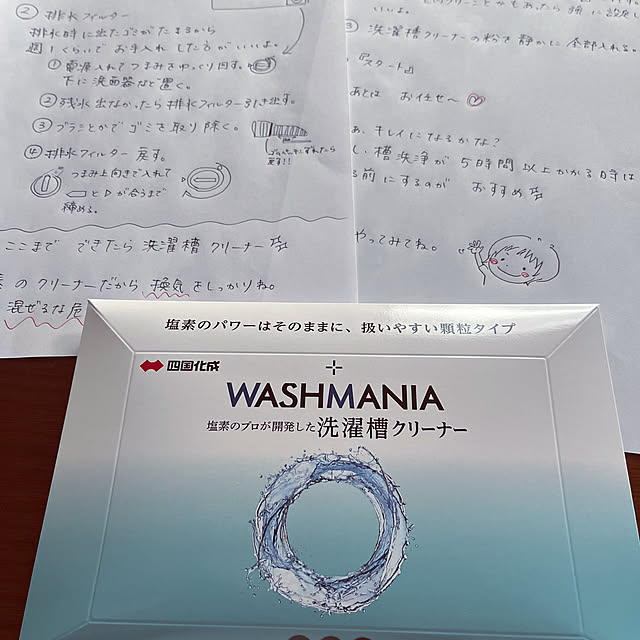 ② 排水フィルター
排水時に出たゴミがたまるから
週1くらいで お手入れした方がいいよ。
① 電源入れてつまみをゆっくり回す。
下に洗面器など置く。
② 残水出なかったら排水フィルター引き出す。
③ ブラシとかでゴミを取り除く。
④ 排水フィルター戻す。
つまみ上向きで入れて
とが合うまで
締める。
ここまで できたら 洗濯槽クリーナー
のクリーナーだから換気をしっかりね。
混ぜるな危
いいよ。
③ 洗濯槽クリーナーの粉を静かに全部入れる。
『スタート』
あとは お任せ〜
あ、キレイになるかな?
し、槽洗浄が 5時間以上かかる時は
前にするのが おすすめ
やってみてね。
塩素のパワーはそのままに、扱いやすい顆粒タイプ
四国化成
WASHMANIA
塩素のプロが開発した洗濯槽クリーナー